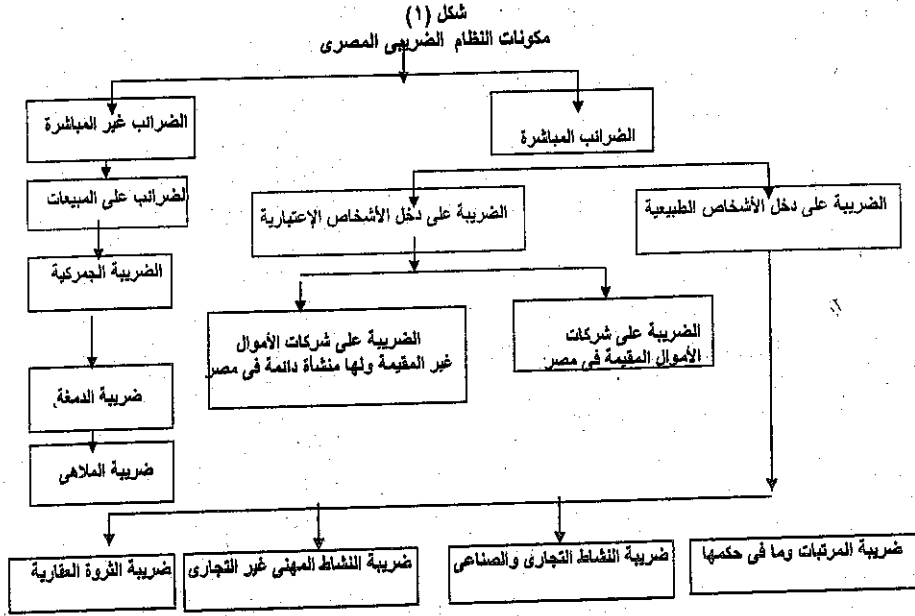 شكل (١)
مكونات النظام الضريبى المصرى
الضرائب المباشرة
الضرائب غير المباشرة
الضريبة على دخل الأشخاص الطبيعية
الضريبة على دخل الأشخاص الإعتبارية
الضرائب على المبيعات
الضريبة الجمركية
الضريبة على شركات
الأموال المقيمة فى مصر
الضريبة على شركات الأموال
غير المقيمة ولها منشأة دائمة فى مصر
ضريبة الدمغة
ضريبة الملاهى
ضريبة المرتبات وما فى حكمها
ضريبة النشاط التجارى والصناعى
ضريبة النشاط المهنى غير التجارى
ضريبة الثروة العقارية